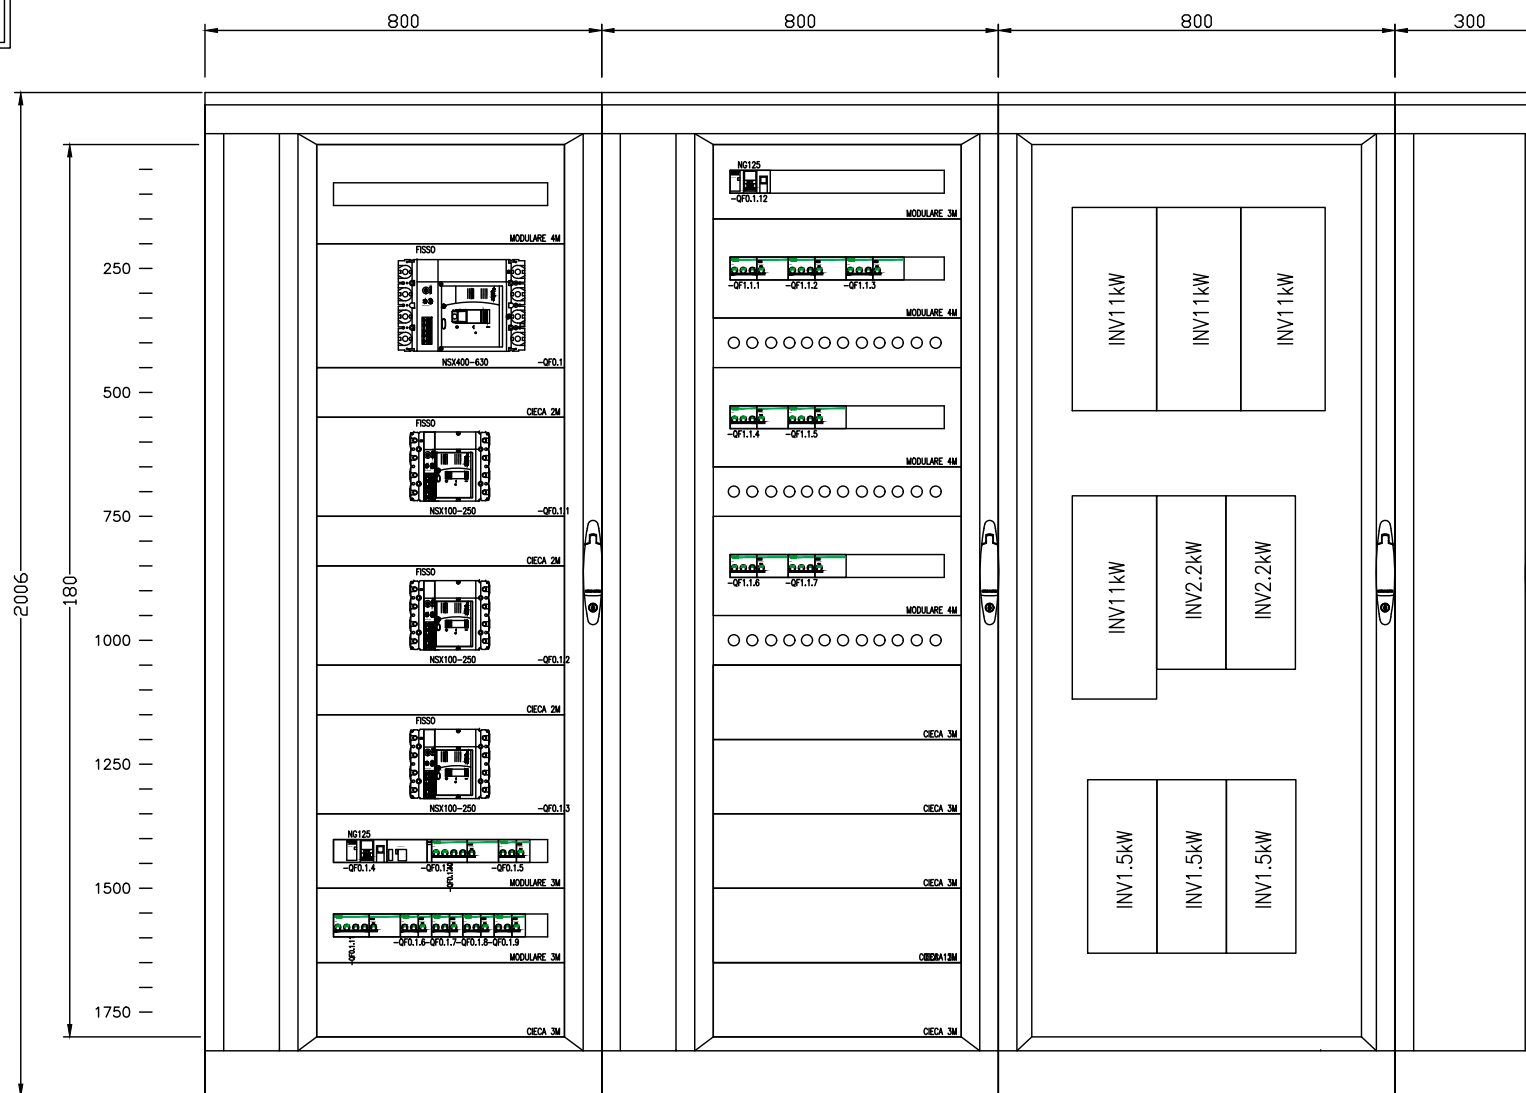 800
800
800
300
2006
180
250
500
750
1000
1250
1500
1750
MODULARE 4M
FISSO
NSX400-630
-QF0.1
CIECA 2M
FISSO
NSX100-250
-QF0.1.1
CIECA 2M
FISSO
NSX100-250
-QF0.1.2
CIECA 2M
FISSO
NSX100-250
-QF0.1.3
NG125
-QF0.1.4
-QF0.1.5
MODULARE 3M
-QF0.1.11
-QF0.1.6
-QF0.1.7
-QF0.1.8
-QF0.1.9
MODULARE 3M
CIECA 3M
NG125
-QF0.1.12
MODULARE 3M
-QF1.1.1
-QF1.1.2
-QF1.1.3
MODULARE 4M
-QF1.1.4
-QF1.1.5
MODULARE 4M
-QF1.1.6
-QF1.1.7
MODULARE 4M
CIECA 3M
CIECA 3M
CIECA 3M
CIECA 3M
INV11kW
INV11kW
INV11kW
INV11kW
INV2.2kW
INV2.2kW
INV1.5kW
INV1.5kW
INV1.5kW